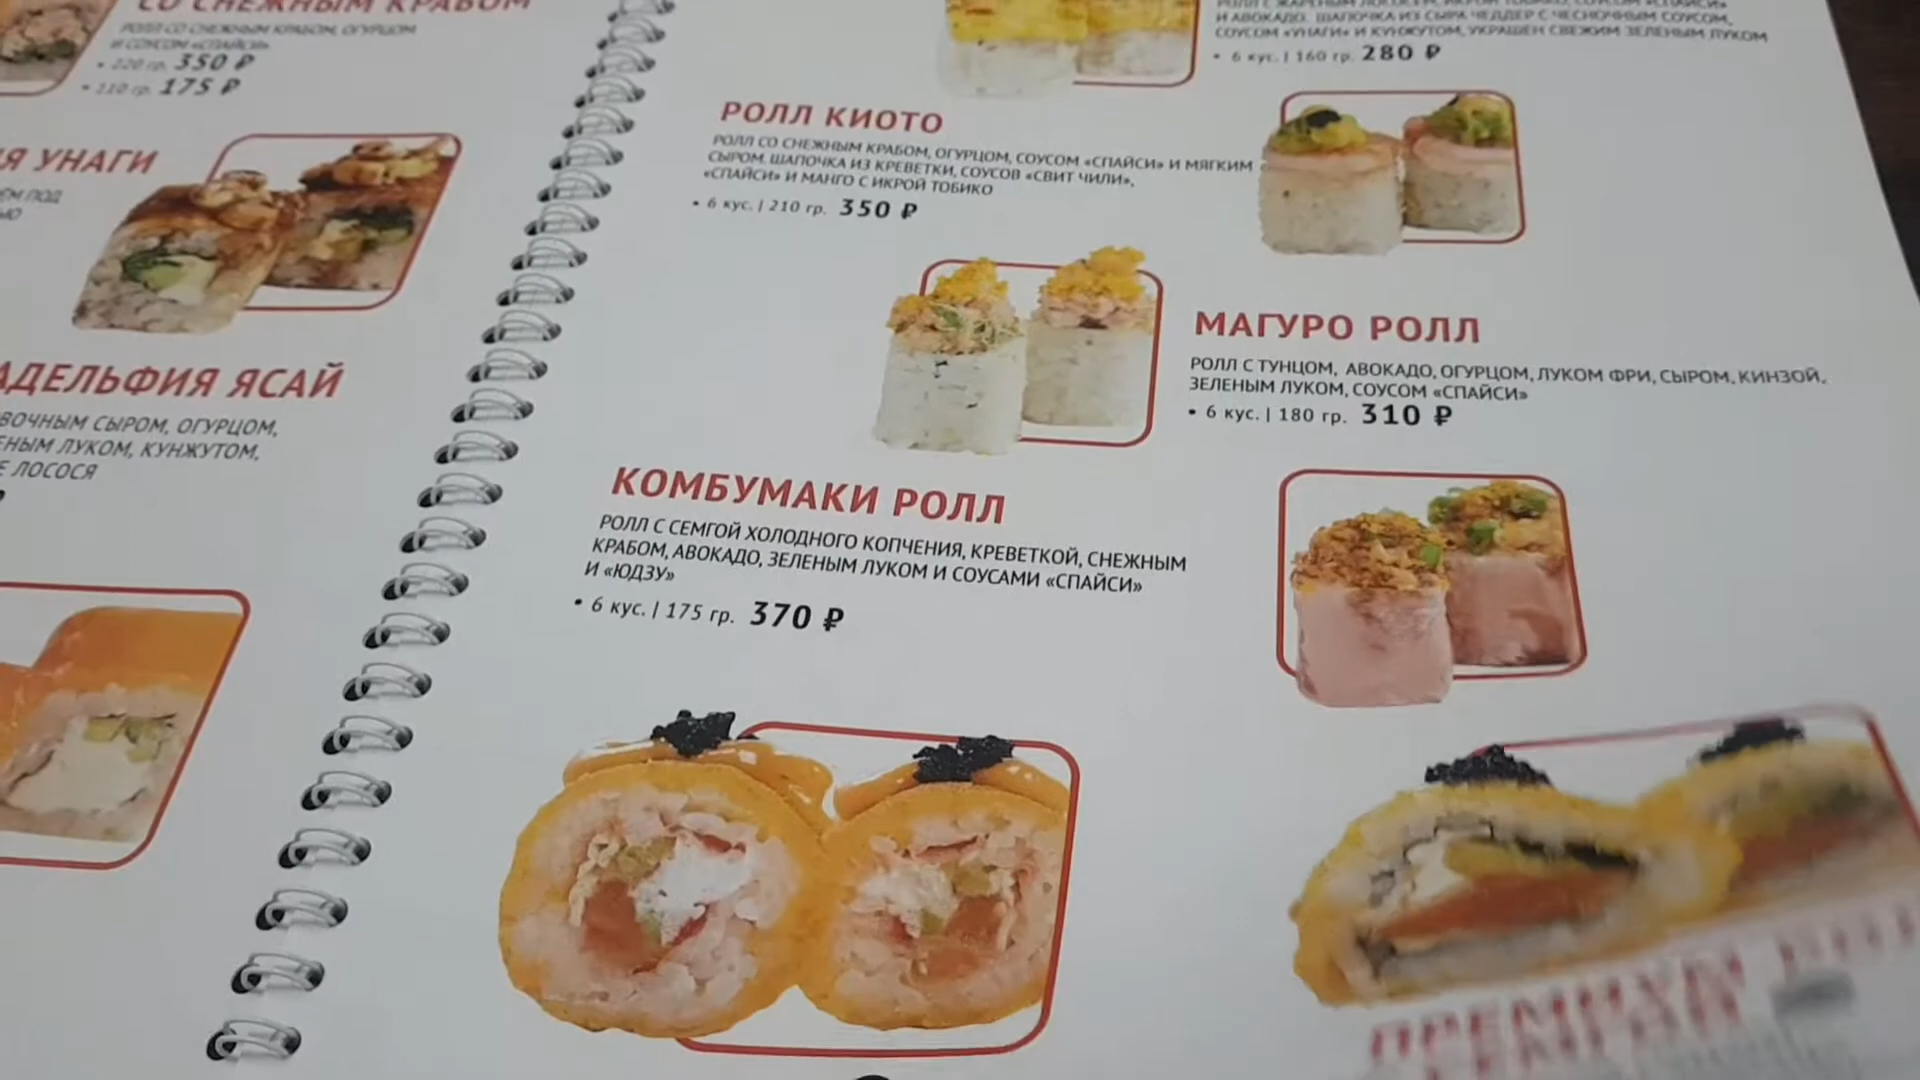 СО СНЕЖНЫМ КРАБОМ
РОЛЛ СО СНЕЖНЫМ КРАБОМ, ОГУРЦОМ
И СОУСОМ «СПАЙСИ»
• 220 гр. 350 ₽
• 110 гр. 175 ₽
Я УНАГИ
ПОД
АДЕЛЬФИЯ ЯСАЙ
ВОЧНЫМ СЫРОМ, ОГУРЦОМ,
ЕНЫМ ЛУКОМ, КУНЖУТОМ,
Е ЛОСОСЯ
И АВОКАДО. ШАПОЧКА ИЗ СЫРА ЧЕДДЕР С ЧЕСНОЧНЫМ СОУСОМ,
СОУСОМ «УНАГИ» И КУНЖУТОМ, УКРАШЕН СВЕЖИМ ЗЕЛЕНЫМ ЛУКОМ
• 6 кус. | 160 гр. 280 ₽
РОЛЛ КИОТО
РОЛЛ СО СНЕЖНЫМ КРАБОМ, ОГУРЦОМ, СОУСОМ «СПАЙСИ» И МЯГКИМ
СЫРОМ. ШАПОЧКА ИЗ КРЕВЕТКИ, СОУСОВ «СВИТ ЧИЛИ»,
«СПАЙСИ» И МАНГО С ИКРОЙ ТОБИКО
• 6 кус. | 210 гр. 350 ₽
МАГУРО РОЛЛ
РОЛЛ С ТУНЦОМ, АВОКАДО, ОГУРЦОМ, ЛУКОМ ФРИ, СЫРОМ, КИНЗОЙ,
ЗЕЛЕНЫМ ЛУКОМ, СОУСОМ «СПАЙСИ»
• 6 кус. | 180 гр. 310 ₽
КОМБУМАКИ РОЛЛ
РОЛЛ С СЕМГОЙ ХОЛОДНОГО КОПЧЕНИЯ, КРЕВЕТКОЙ, СНЕЖНЫМ
КРАБОМ, АВОКАДО, ЗЕЛЕНЫМ ЛУКОМ И СОУСАМИ «СПАЙСИ»
И «ЮДЗУ»
• 6 кус. | 175 гр. 370 ₽
ПРЕМИУМ